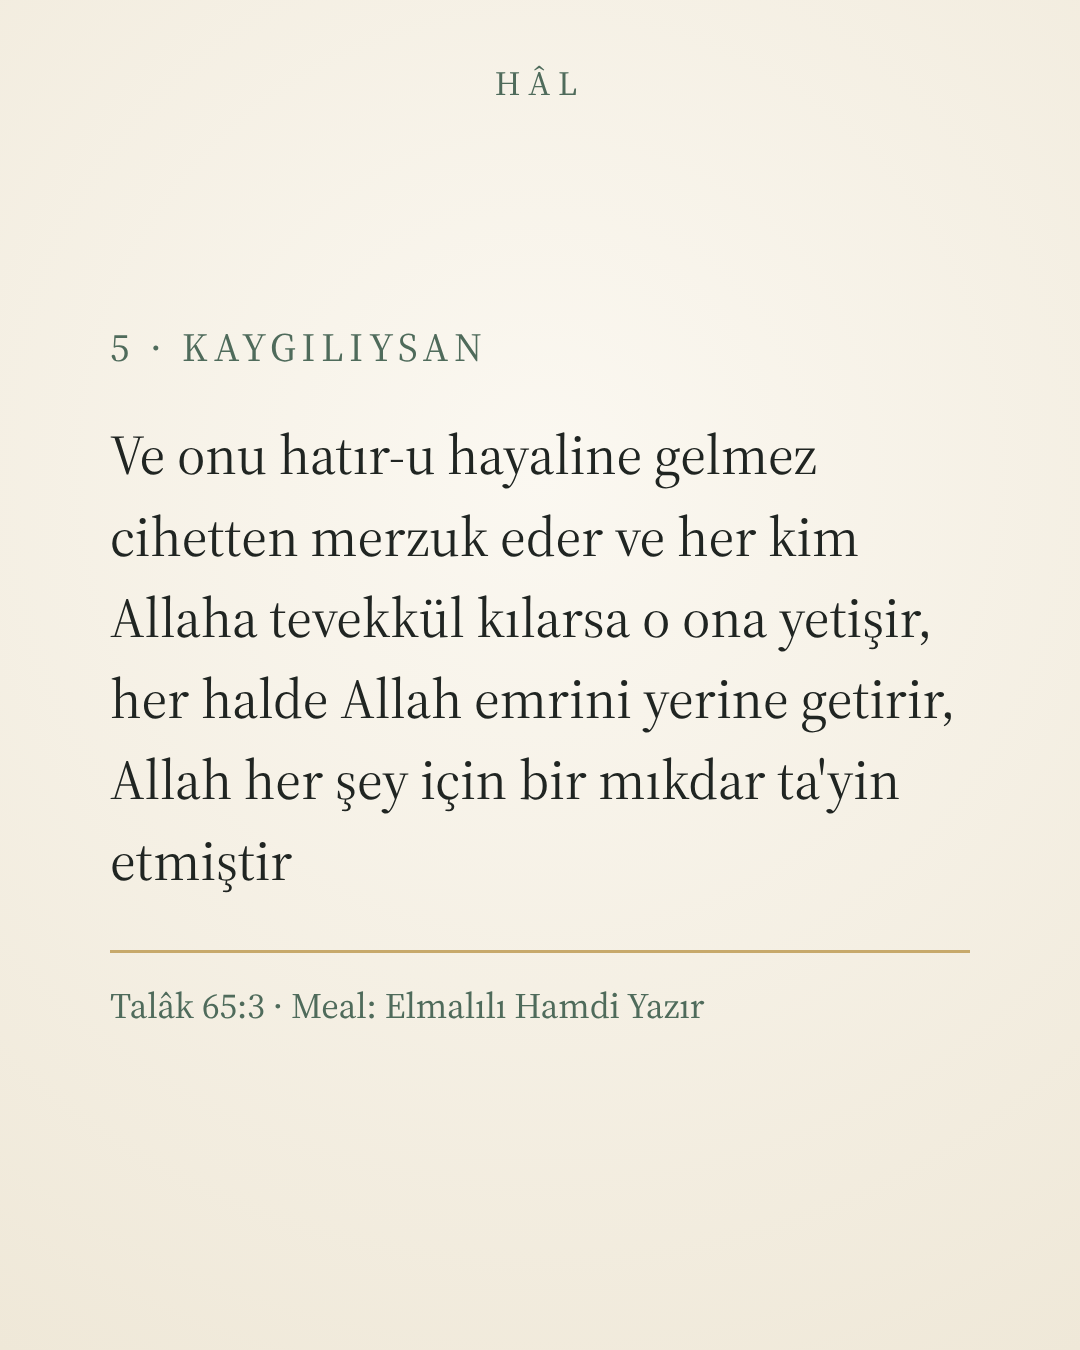 HÂL
5 · KAYGILIYSAN
Ve onu hatır-u hayaline gelmez
cihetten merzuk eder ve her kim
Allaha tevekkül kılarsa o ona yetişir,
her halde Allah emrini yerine getirir,
Allah her şey için bir mıkdar ta'yin
etmiştir
Talâk 65:3 · Meal: Elmalılı Hamdi Yazır